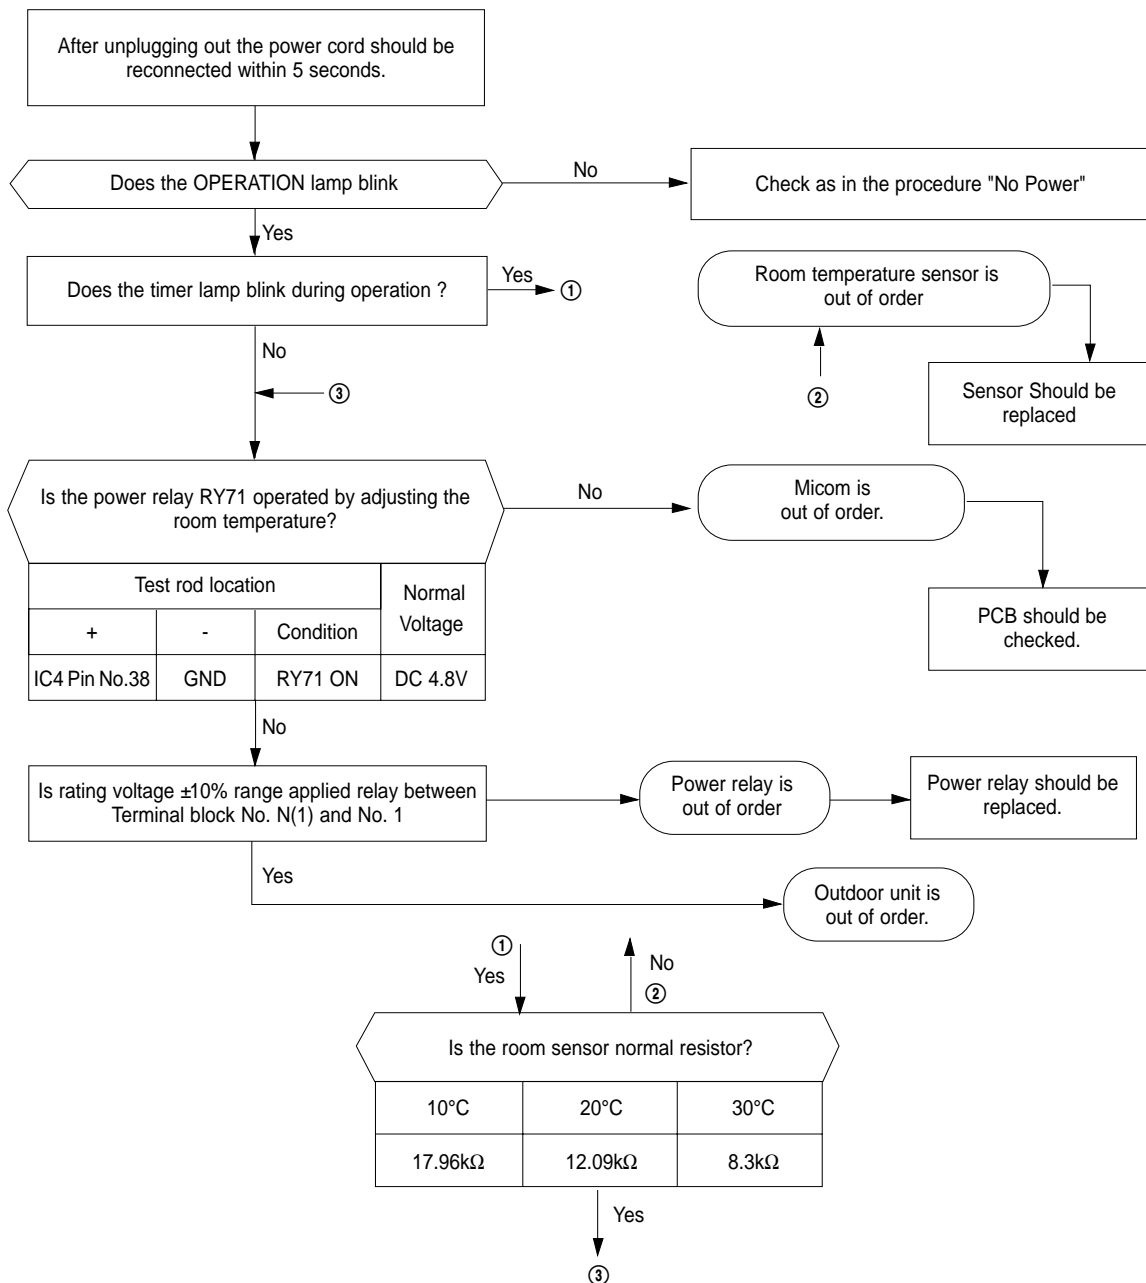 After unplugging out the power cord should be
reconnected within 5 seconds.
Does the OPERATION lamp blink
No
Check as in the procedure "No Power"
Yes
Does the timer lamp blink during operation ?
Yes
①
Room temperature sensor is
out of order
No
②
③
Sensor Should be
replaced
Is the power relay RY71 operated by adjusting the
room temperature?
No
Micom is
out of order.
Test rod location
Normal
Voltage
+
-
Condition
IC4 Pin No.38
GND
RY71 ON
DC 4.8V
PCB should be
checked.
No
Is rating voltage ±10% range applied relay between
Terminal block No. N(1) and No. 1
Power relay is
out of order
Power relay should be
replaced.
Yes
Outdoor unit is
out of order.
①
Yes
No
②
Is the room sensor normal resistor?
10°C
20°C
30°C
17.96kΩ
12.09kΩ
8.3kΩ
Yes
③